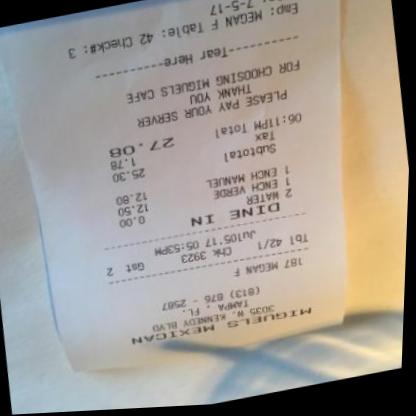 MIGUELS MEXICAN
3035 W. KENNEDY BLVD
TAMPA , FL.
(813) 876 - 2587
187 MEGAN F
Tbl 42/1 Chk 3923 Gst 2
Jul05'17 05:53PM
DINE IN
2 WATER 0.00
1 ENCH VERDE 12.50
1 ENCH MANUEL 12.80
Subtotal 25.30
Tax 1.78
06:11PM Total 27.08
PLEASE PAY YOUR SERVER
THANK YOU
FOR CHOOSING MIGUELS CAFE
Tear Here
Emp: MEGAN F Table: 42 Check#: 3
7-5-17